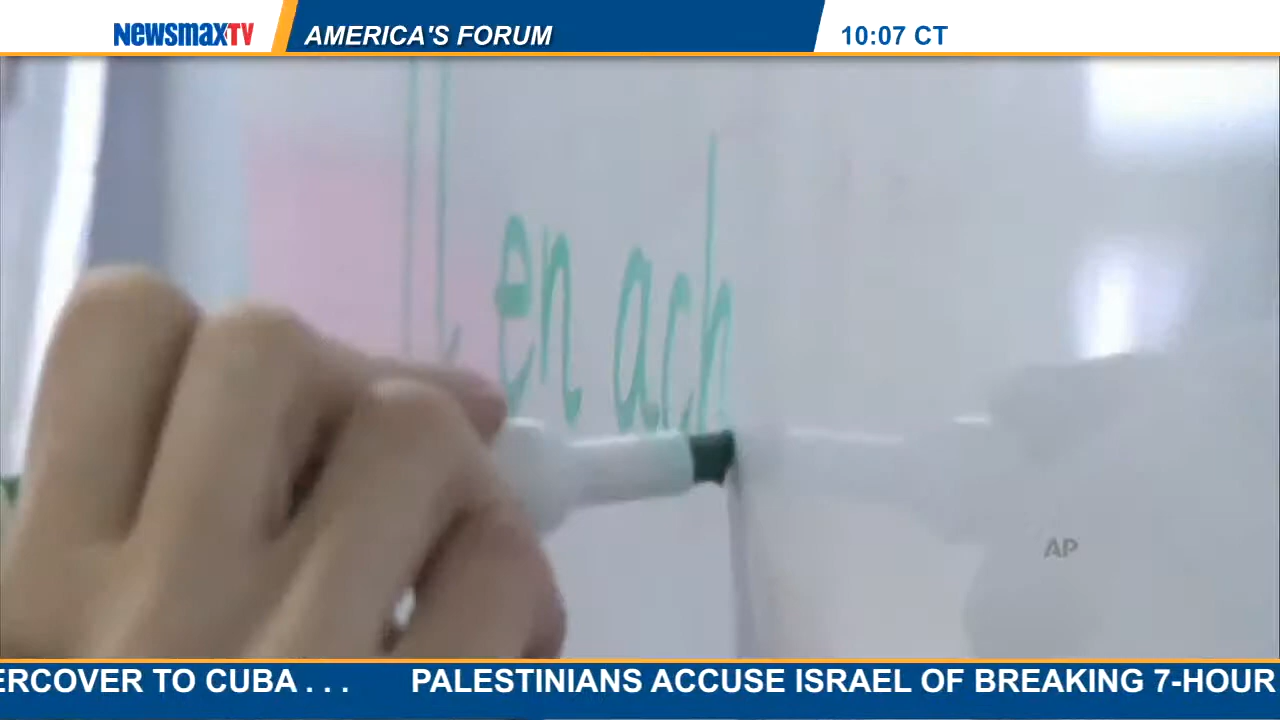 NEWSMAXTV AMERICA'S FORUM 10:07 CT
en ach
AP
ERCOVER TO CUBA . . . PALESTINIANS ACCUSE ISRAEL OF BREAKING 7-HOUR